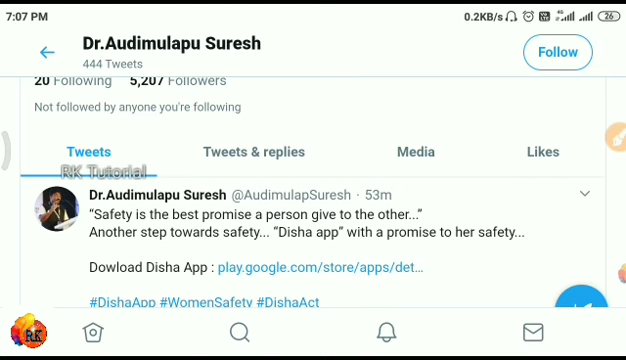 7:07 PM 0.2KB/s 26
Dr.Audimulapu Suresh
444 Tweets
Follow
20 Following 5,207 Followers
Not followed by anyone you're following
Tweets Tweets & replies Media Likes
RK Tutorial
Dr.Audimulapu Suresh @AudimulapSuresh · 53m
“Safety is the best promise a person give to the other...”
Another step towards safety... “Disha app” with a promise to her safety...
Dowload Disha App : play.google.com/store/apps/det...
#DishaApp #WomenSafety #DishaAct
RK